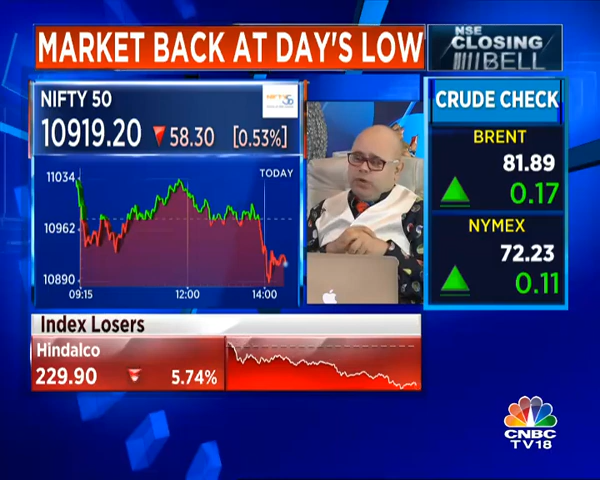 MARKET BACK AT DAY'S LOW
NSE
CLOSING
BELL
NIFTY 50
10919.20 58.30 [0.53%]
TODAY
11034
10962
10890
09:15 12:00 14:00
CRUDE CHECK
BRENT
81.89
0.17
NYMEX
72.23
0.11
Index Losers
Hindalco
229.90 5.74%
CNBC
TV18